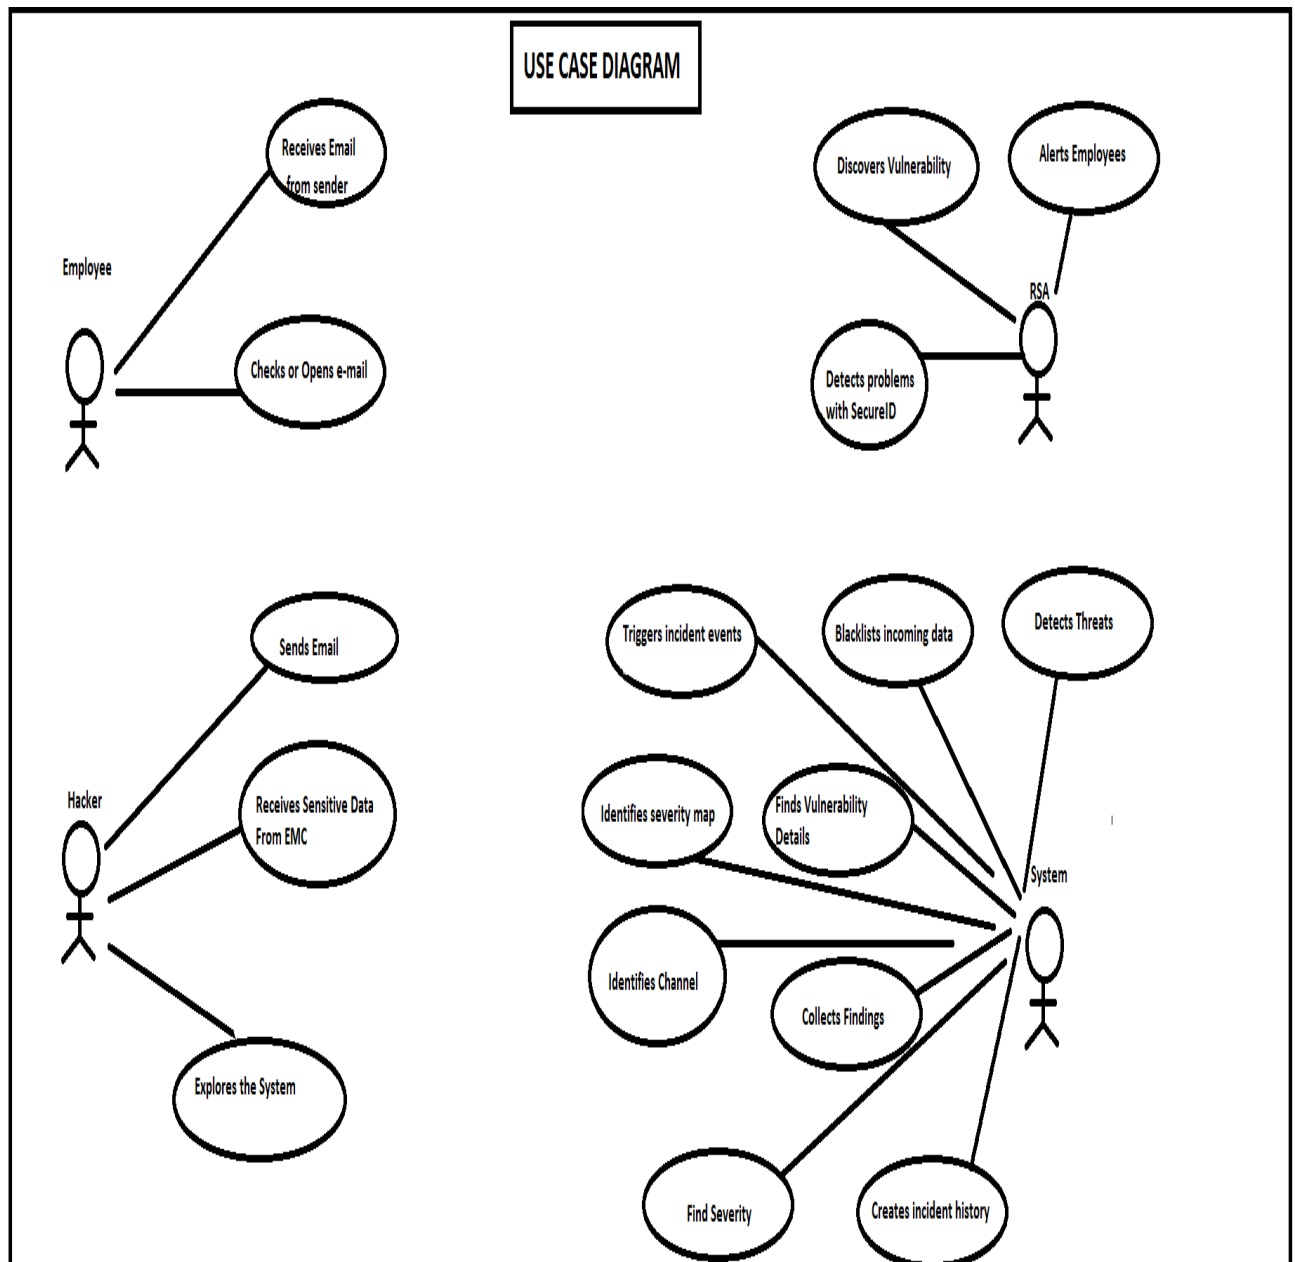 USE CASE DIAGRAM
Receives Email
from sender
Employee
Checks or Opens e-mail
Discovers Vulnerability
Alerts Employees
RSA
Detects problems
with SecureID
Sends Email
Hacker
Receives Sensitive Data
From EMC
Explores the System
Triggers incident events
Blacklists incoming data
Detects Threats
Identifies severity map
Finds Vulnerability
Details
System
Identifies Channel
Collects Findings
Find Severity
Creates incident history